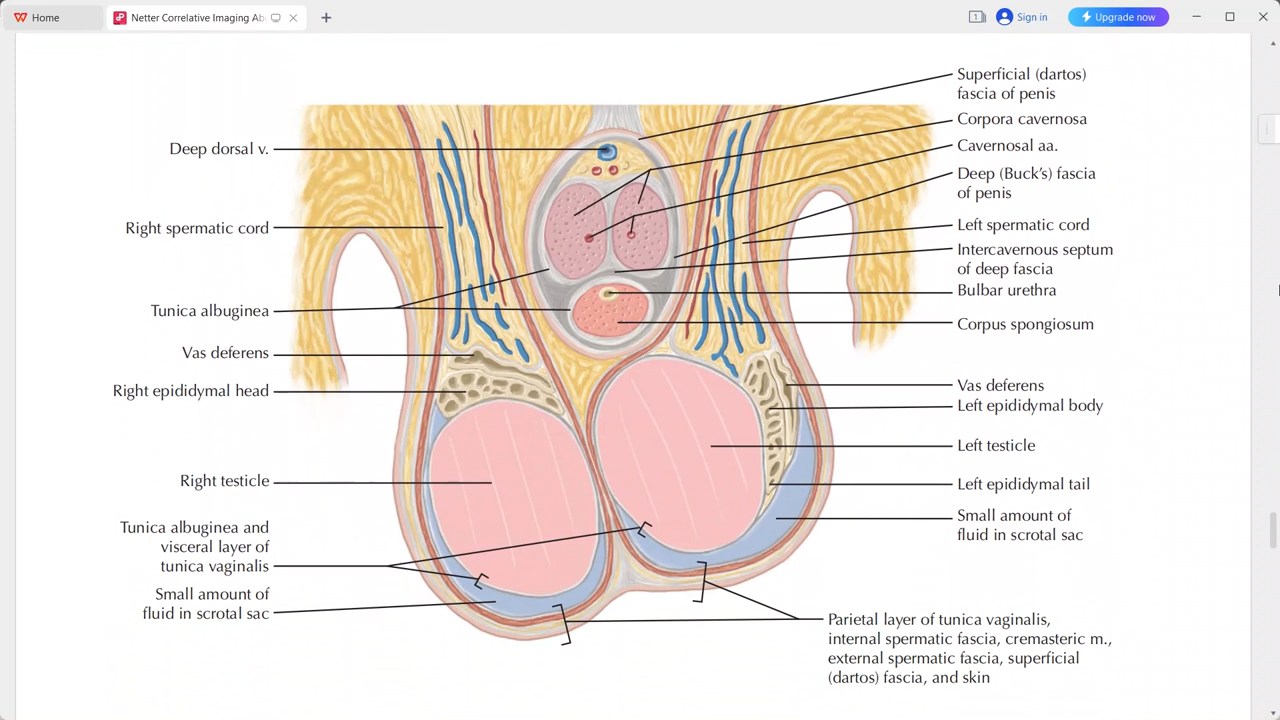 Home
Netter Correlative Imaging Ab
1
Sign in
Upgrade now
Superficial (dartos)
fascia of penis
Corpora cavernosa
Deep dorsal v.
Cavernosal aa.
Deep (Buck's) fascia
of penis
Right spermatic cord
Left spermatic cord
Intercavernous septum
of deep fascia
Bulbar urethra
Tunica albuginea
Corpus spongiosum
Vas deferens
Right epididymal head
Vas deferens
Left epididymal body
Left testicle
Right testicle
Left epididymal tail
Tunica albuginea and
visceral layer of
tunica vaginalis
Small amount of
fluid in scrotal sac
Small amount of
fluid in scrotal sac
Parietal layer of tunica vaginalis,
internal spermatic fascia, cremasteric m.,
external spermatic fascia, superficial
(dartos) fascia, and skin